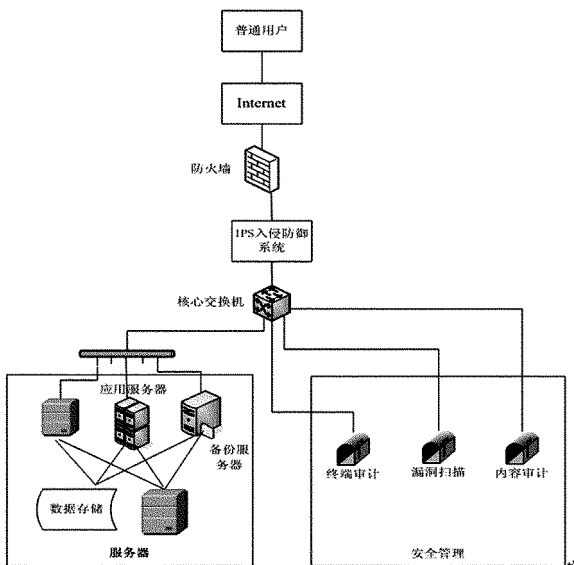 普通用户
Internet
防火墙
IPS入侵防御
系统
核心交换机
应用服务器
备份服
务器
数据存储
服务器
终端审计
漏洞扫描
内容审计
安全管理